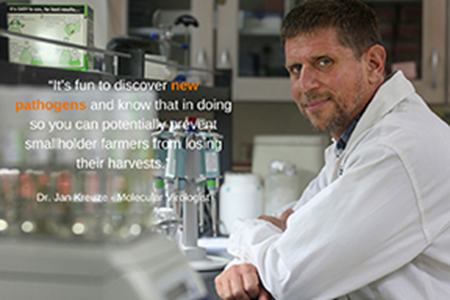 "It's fun to discover new
pathogens and know that in doing
so you can potentially prevent
smallholder farmers from losing
their harvests."
Dr. Jan Kreuze - Molecular Virologist